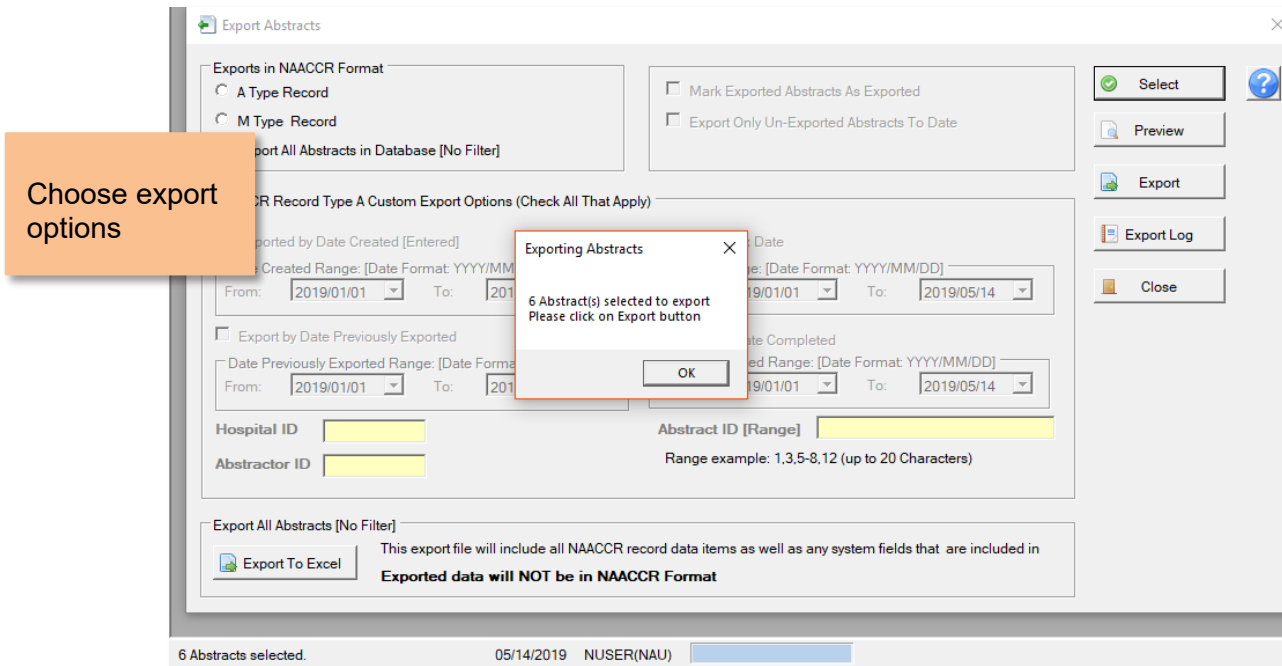 Export Abstracts
Exports in NAACCR Format
A Type Record
M Type Record
port All Abstracts in Database [No Filter]
Mark Exported Abstracts As Exported
Export Only Un-Exported Abstracts To Date
Select
Preview
Export
Export Log
Close
Choose export
options
CR Record Type A Custom Export Options (Check All That Apply)
ported by Date Created [Entered]
Created Range: [Date Format: YYYY/MM
From: 2019/01/01 To: 201
Date
ge: [Date Format: YYYY/MM/DD]
19/01/01 To: 2019/05/14
Exporting Abstracts
6 Abstract(s) selected to export
Please click on Export button
OK
Export by Date Previously Exported
Date Previously Exported Range: [Date Forma
From: 2019/01/01 To: 201
ate Completed
ed Range: [Date Format: YYYY/MM/DD]
19/01/01 To: 2019/05/14
Hospital ID
Abstractor ID
Abstract ID [Range]
Range example: 1,3,5-8,12 (up to 20 Characters)
Export All Abstracts [No Filter]
Export To Excel
This export file will include all NAACCR record data items as well as any system fields that are included in
Exported data will NOT be in NAACCR Format
6 Abstracts selected. 05/14/2019 NUSER(NAU)